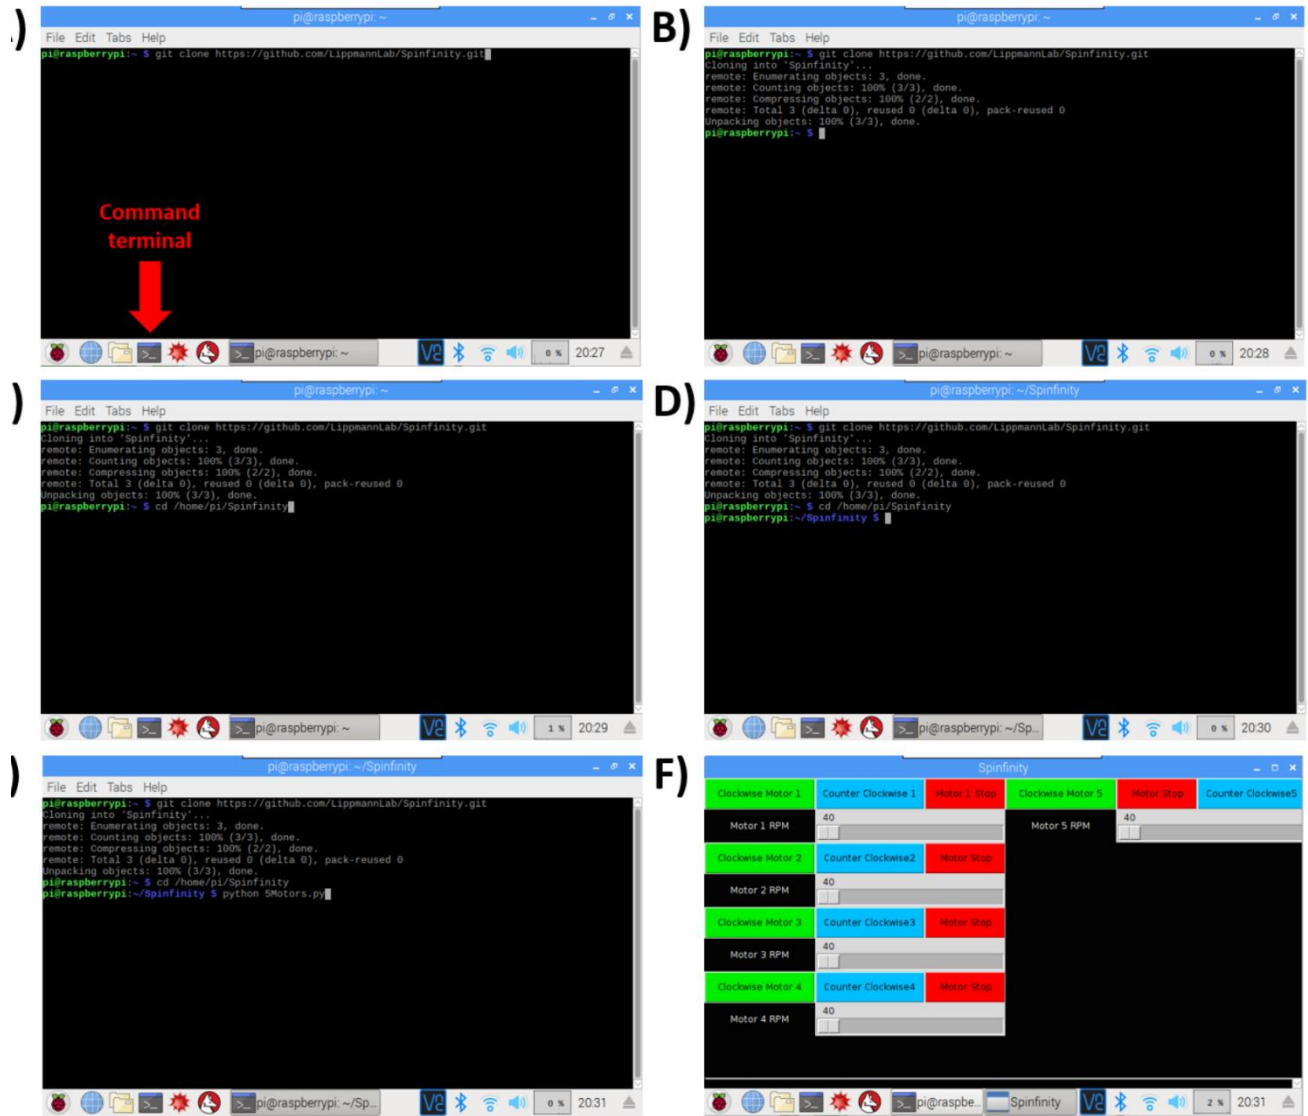 )
pi@raspberrypi: ~
File Edit Tabs Help
pi@raspberrypi:~ $ git clone https://github.com/LippmannLab/Spinfinity.git
Command
terminal
pi@raspberrypi: ~
0 %
20:27
B)
pi@raspberrypi: ~
File Edit Tabs Help
pi@raspberrypi:~ $ git clone https://github.com/LippmannLab/Spinfinity.git
Cloning into 'Spinfinity'...
remote: Enumerating objects: 3, done.
remote: Counting objects: 100% (3/3), done.
remote: Compressing objects: 100% (2/2), done.
remote: Total 3 (delta 0), reused 0 (delta 0), pack-reused 0
Unpacking objects: 100% (3/3), done.
pi@raspberrypi:~ $
pi@raspberrypi: ~
0 %
20:28
)
pi@raspberrypi: ~
File Edit Tabs Help
pi@raspberrypi:~ $ git clone https://github.com/LippmannLab/Spinfinity.git
Cloning into 'Spinfinity'...
remote: Enumerating objects: 3, done.
remote: Counting objects: 100% (3/3), done.
remote: Compressing objects: 100% (2/2), done.
remote: Total 3 (delta 0), reused 0 (delta 0), pack-reused 0
Unpacking objects: 100% (3/3), done.
pi@raspberrypi:~ $ cd /home/pi/Spinfinity
pi@raspberrypi: ~
1 %
20:29
D)
pi@raspberrypi: ~/Spinfinity
File Edit Tabs Help
pi@raspberrypi:~ $ git clone https://github.com/LippmannLab/Spinfinity.git
Cloning into 'Spinfinity'...
remote: Enumerating objects: 3, done.
remote: Counting objects: 100% (3/3), done.
remote: Compressing objects: 100% (2/2), done.
remote: Total 3 (delta 0), reused 0 (delta 0), pack-reused 0
Unpacking objects: 100% (3/3), done.
pi@raspberrypi:~ $ cd /home/pi/Spinfinity
pi@raspberrypi:~/Spinfinity $
pi@raspberrypi: ~/Sp...
0 %
20:30
)
pi@raspberrypi: ~/Spinfinity
File Edit Tabs Help
pi@raspberrypi:~ $ git clone https://github.com/LippmannLab/Spinfinity.git
Cloning into 'Spinfinity'...
remote: Enumerating objects: 3, done.
remote: Counting objects: 100% (3/3), done.
remote: Compressing objects: 100% (2/2), done.
remote: Total 3 (delta 0), reused 0 (delta 0), pack-reused 0
Unpacking objects: 100% (3/3), done.
pi@raspberrypi:~ $ cd /home/pi/Spinfinity
pi@raspberrypi:~/Spinfinity $ python 5Motors.py
pi@raspberrypi: ~/Sp...
0 %
20:31
F)
Spinfinity
Clockwise Motor 1 Counter Clockwise 1 Motor 1 Stop Clockwise Motor 5 Motor Stop Counter Clockwise5
Motor 1 RPM 40 Motor 5 RPM 40
Clockwise Motor 2 Counter Clockwise2 Motor Stop
Motor 2 RPM 40
Clockwise Motor 3 Counter Clockwise3 Motor Stop
Motor 3 RPM 40
Clockwise Motor 4 Counter Clockwise4 Motor Stop
Motor 4 RPM 40
pi@raspbe...
Spinfinity
2 %
20:31